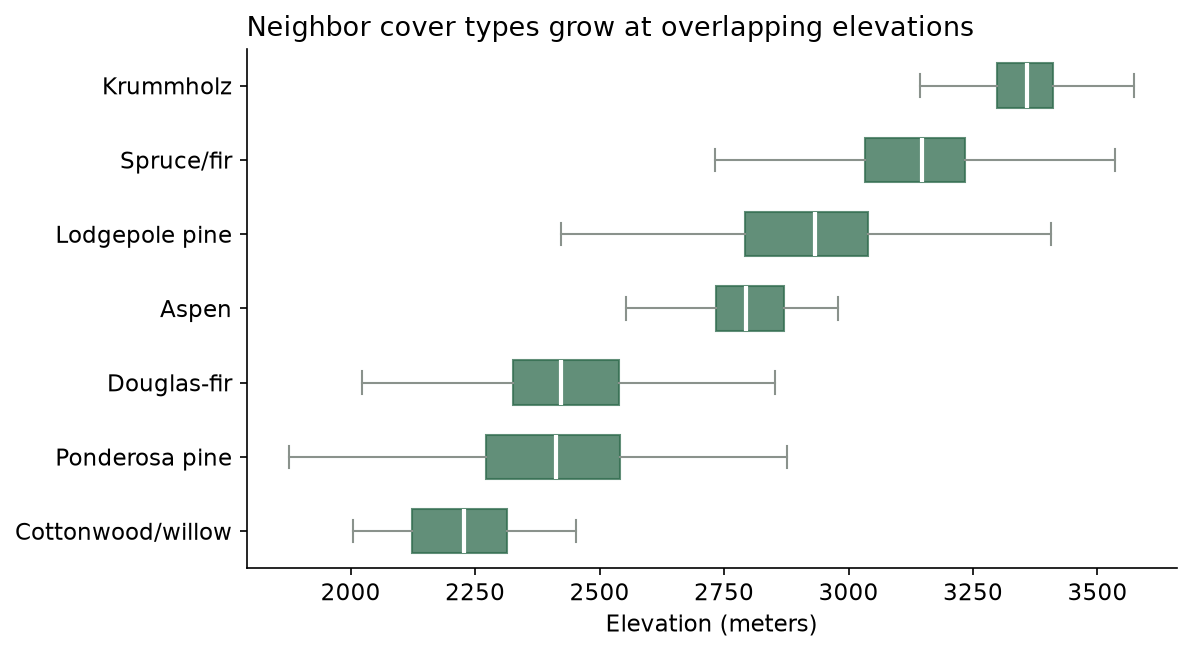 Neighbor cover types grow at overlapping elevations
Krummholz
Spruce/fir
Lodgepole pine
Aspen
Douglas-fir
Ponderosa pine
Cottonwood/willow
2000 2250 2500 2750 3000 3250 3500
Elevation (meters)